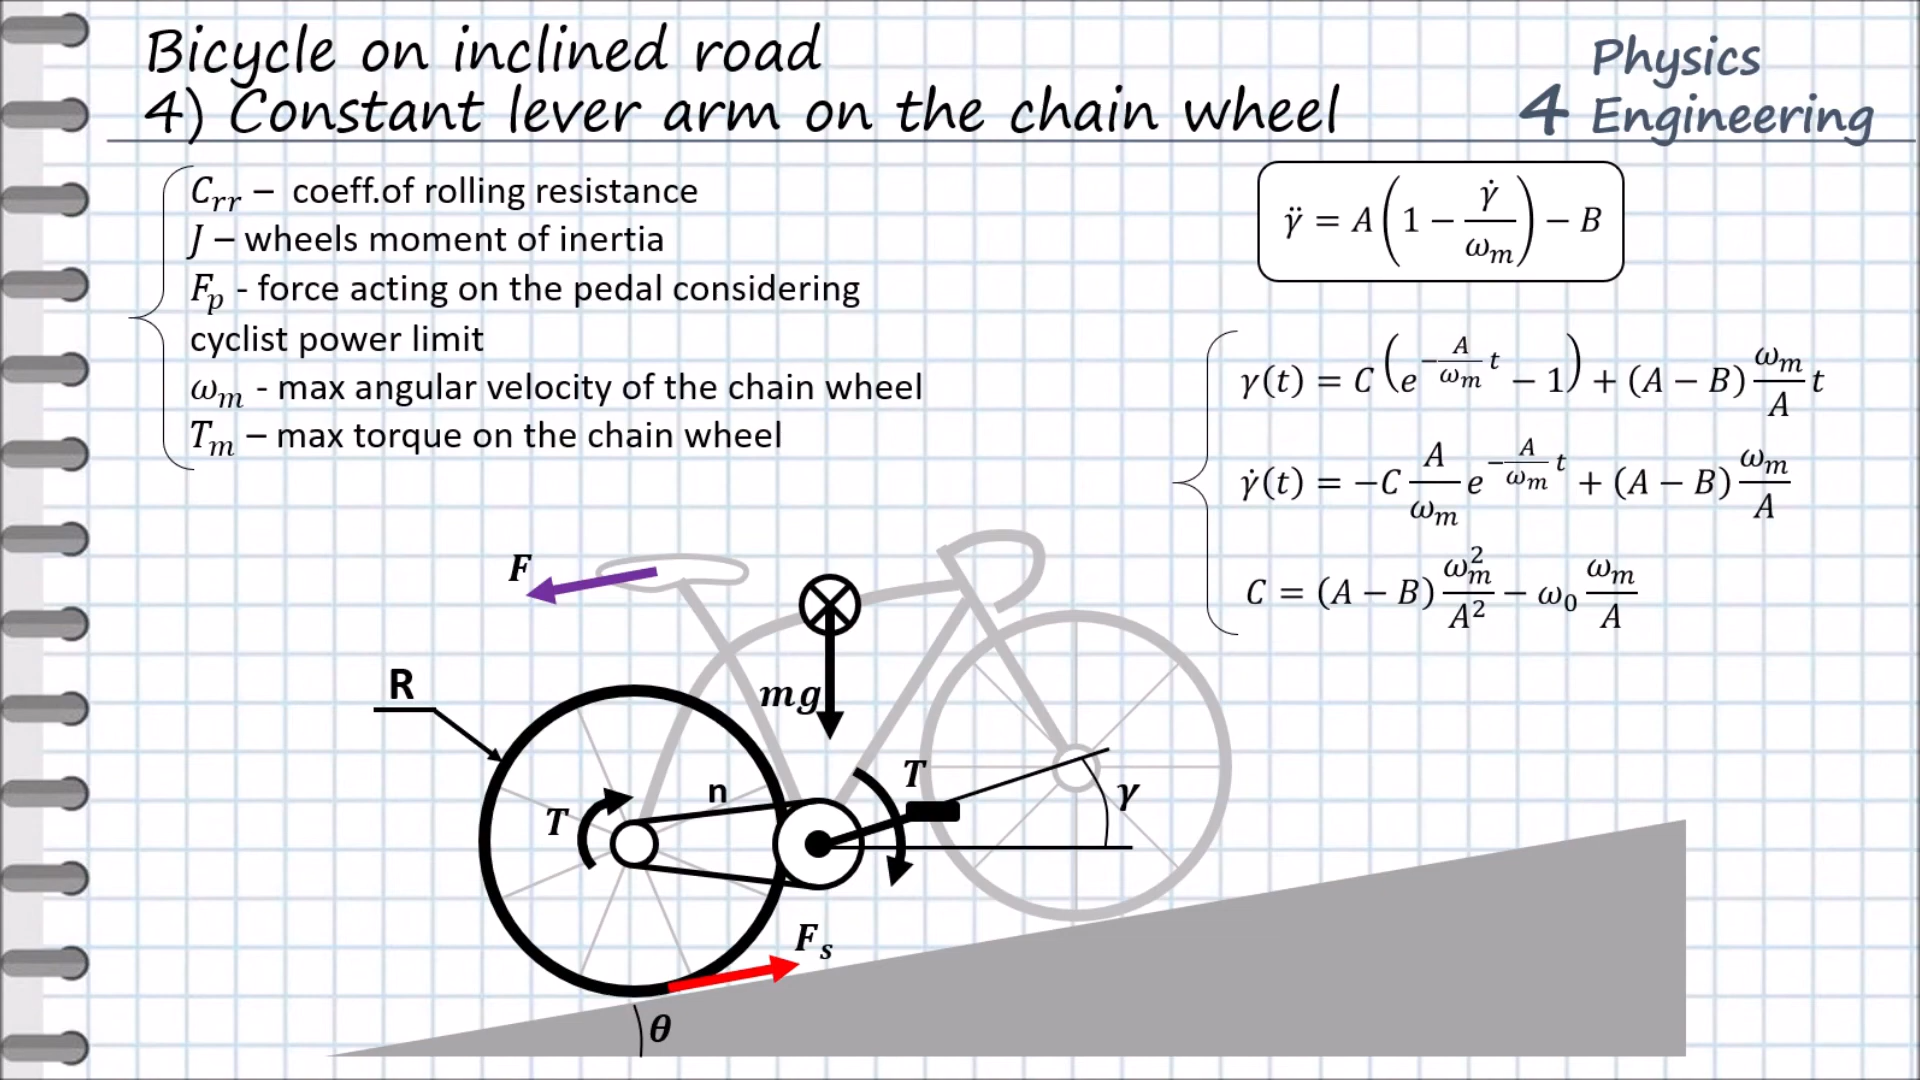 Bicycle on inclined road
4) Constant lever arm on the chain wheel
Physics
4 Engineering
C_rr – coeff.of rolling resistance
J – wheels moment of inertia
F_p - force acting on the pedal considering
cyclist power limit
ω_m - max angular velocity of the chain wheel
T_m – max torque on the chain wheel
γ̈ = A(1 − γ̇/ω_m) − B
γ(t) = C(e^(−(A/ω_m)t) − 1) + (A − B)(ω_m/A)t
γ̇(t) = −C(A/ω_m)e^(−(A/ω_m)t) + (A − B)(ω_m/A)
C = (A − B)(ω_m²/A²) − ω₀(ω_m/A)
F
R
mg
n
T
T
γ
F_s
θ